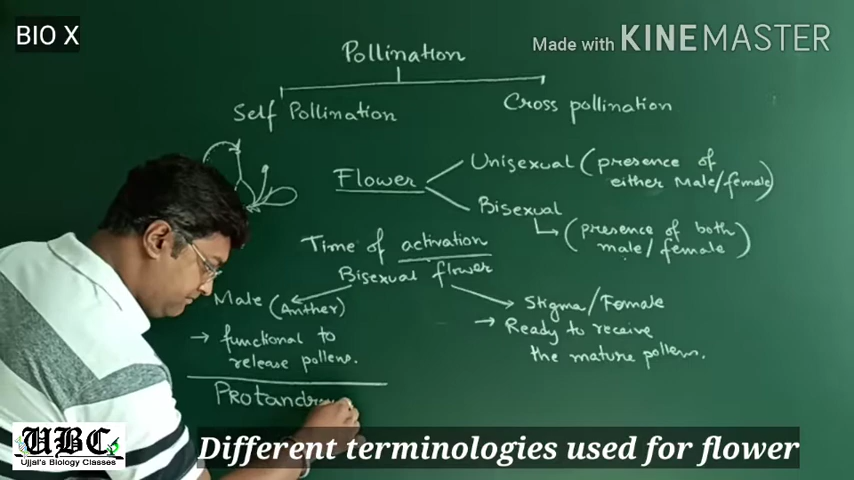 BIO X
Made with KINEMASTER
Pollination
Self Pollination
Cross pollination
Flower
Unisexual (presence of
either Male/female)
Bisexual
(presence of both
male/female)
Time of activation
Bisexual flower
Male (Anther)
→ functional to
release pollens.
Stigma/Female
→ Ready to receive
the mature pollens.
Protandr
UBC
Ujjal's Biology Classes
Different terminologies used for flower